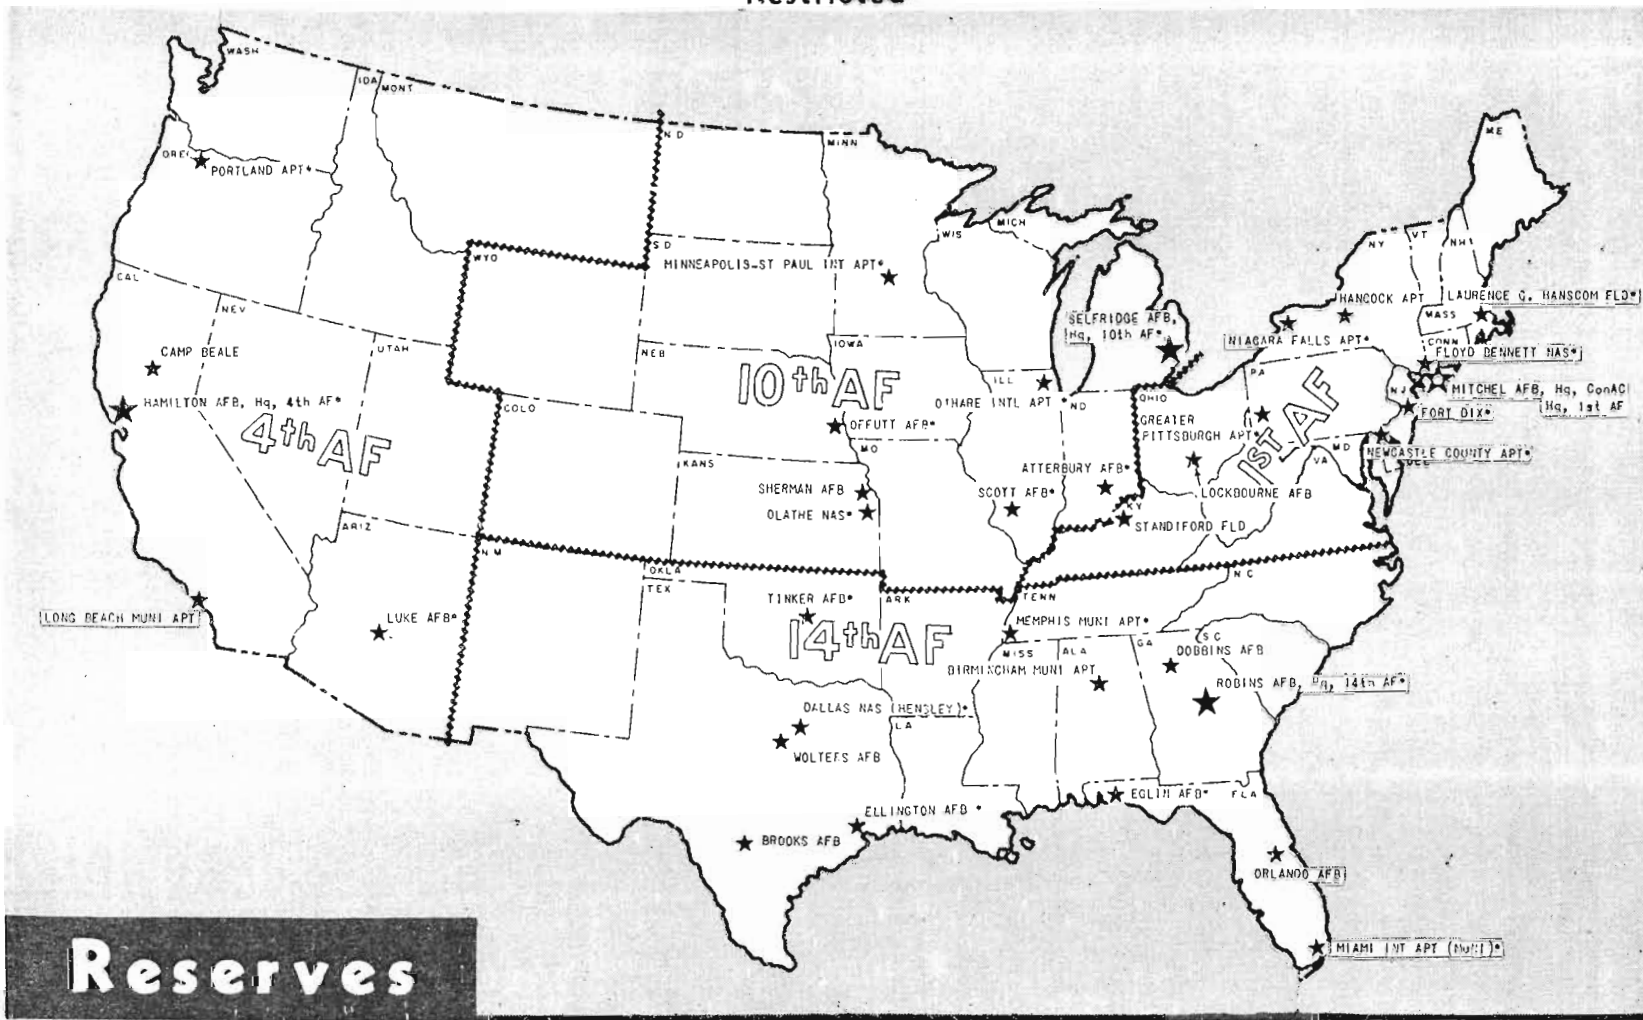 Restricted
WASH
IDA
MONT
N D
MINN
ME
ORE
PORTLAND APT*
MICH
WIS
NY
VT
NH
S D
WYO
MINNEAPOLIS-ST PAUL INT APT*
CAL
NEV
HANCOCK APT
LAURENCE G. HANSCOM FLD*
MASS
SELFRIDGE AFB,
Hq, 10th AF*
NIAGARA FALLS APT*
CONN
FLOYD BENNETT NAS*
UTAH
NEB
IOWA
CAMP BEALE
PA
ILL
IND
OHIO
NJ
10th AF
O'HARE INTL APT *
MITCHEL AFB, Hq, ConAC
Hq, 1st AF
HAMILTON AFB, Hq, 4th AF*
COLO
FORT DIX*
4th AF
OFFUTT AFB*
GREATER
PITTSBURGH APT*
1ST AF
MO
MD
VA
NEWCASTLE COUNTY APT*
DEL
KANS
ATTERBURY AFB*
SHERMAN AFB
SCOTT AFB*
LOCKBOURNE AFB
OLATHE NAS*
KY
STANDIFORD FLD
ARIZ
N M
OKLA
TEX
N C
TINKER AFB*
ARK
TENN
LONG BEACH MUNI APT
LUKE AFB*
MEMPHIS MUNI APT*
14th AF
MISS
ALA
GA
S C
DOBBINS AFB
BIRMINGHAM MUNI APT
ROBINS AFB, Hq, 14th AF*
DALLAS NAS (HENSLEY)*
LA
WOLTERS AFB
EGLIN AFB*
FLA
ELLINGTON AFB *
BROOKS AFB
ORLANDO AFB
MIAMI INT APT (MUNI)*
Reserves